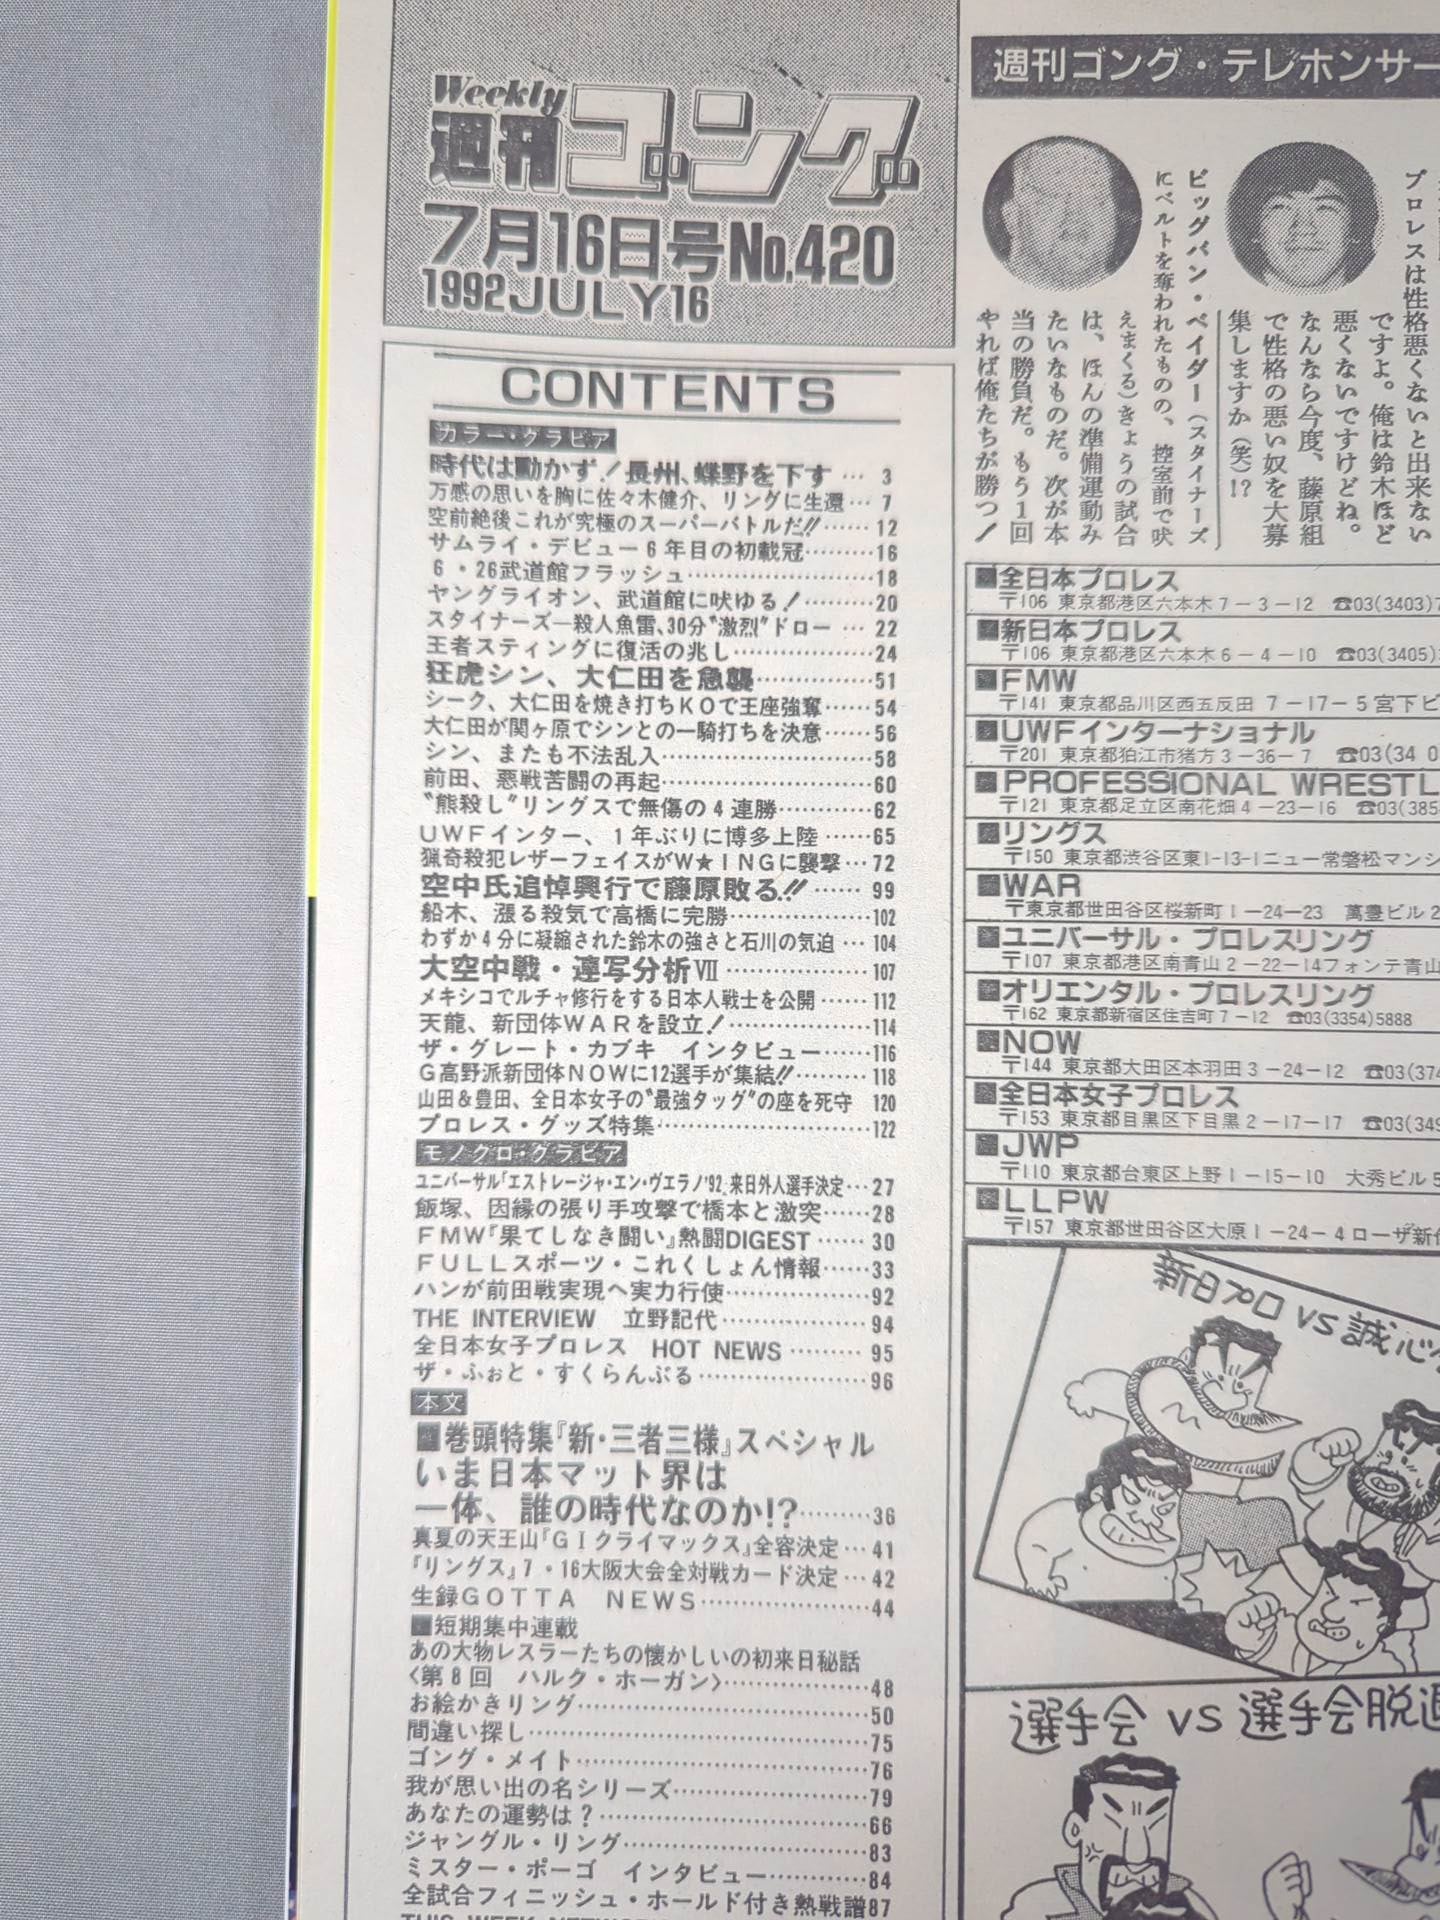 Weekly
週刊ゴング
7月16日号No.420
1992JULY16
CONTENTS
カラー・グラビア
時代は動かず!長州、蝶野を下す … 3
万感の思いを胸に佐々木健介、リングに生還 … 7
空前絶後これが究極のスーパーバトルだ!! …… 12
サムライ・デビュー6年目の初載冠……… 16
6・26武道館フラッシュ…………………… 18
ヤングライオン、武道館に吠ゆる!……… 20
スタイナーズ―殺人魚雷、30分“激烈”ドロー … 22
王者スティングに復活の兆し……………… 24
狂虎シン、大仁田を急襲…………… 51
シーク、大仁田を焼き打ちKOで王座強奪…… 54
大仁田が関ヶ原でシンとの一騎打ちを決意…… 56
シン、またも不法乱入……………………… 58
前田、悪戦苦闘の再起……………………… 60
“熊殺し”リングスで無傷の4連勝………… 62
UWFインター、1年ぶりに博多上陸 …… 65
猟奇殺犯レザーフェイスがW★INGに襲撃… 72
空中氏追悼興行で藤原敗る!! …… 99
船木、漲る殺気で高橋に完勝……………… 102
わずか4分に凝縮された鈴木の強さと石川の気迫 … 104
大空中戦・連写分析Ⅶ ……………… 107
メキシコでルチャ修行をする日本人戦士を公開 …… 112
天龍、新団体WARを設立!……………… 114
ザ・グレート・カブキ インタビュー…… 116
G高野派新団体NOWに12選手が集結!!……… 118
山田&豊田、全日本女子の“最強タッグ”の座を死守 120
プロレス・グッズ特集……………………… 122
モノクロ・グラビア
ユニバーサル「エストレージャ・エン・ヴエラノ'92」来日外人選手決定… 27
飯塚、因縁の張り手攻撃で橋本と激突…… 28
FMW『果てしなき闘い』熱闘DIGEST …… 30
FULLスポーツ・これくしょん情報…… 33
ハンが前田戦実現へ実力行使……………… 92
THE INTERVIEW 立野記代……………… 94
全日本女子プロレス HOT NEWS ……… 95
ザ・ふぉと・すくらんぶる………………… 96
本文
■巻頭特集『新・三者三様』スペシャル
いま日本マット界は
一体、誰の時代なのか!?……… 36
真夏の天王山『G1クライマックス』全容決定… 41
『リングス』7・16大阪大会全対戦カード決定 … 42
生録GOTTA NEWS………………… 44
■短期集中連載
あの大物レスラーたちの懐かしいの初来日秘話
〈第8回 ハルク・ホーガン〉……………… 48
お絵かきリング……………………………… 50
間違い探し…………………………………… 75
ゴング・メイト……………………………… 76
我が思い出の名シリーズ…………………… 79
あなたの運勢は?…………………………… 66
ジャングル・リング………………………… 83
ミスター・ポーゴ インタビュー………… 84
全試合フィニッシュ・ホールド付き熱戦譜87
週刊ゴング・テレホンサー
プロレスは性格悪くないと出来ない
ですよ。俺は鈴木ほど
悪くないですけどね。
なんなら今度、藤原組
で性格の悪い奴を大募
集しますか(笑)!?
ビッグバン・ベイダー(スタイナーズ
にベルトを奪われたものの、控室前で吠
えまくる)きょうの試合
は、ほんの準備運動み
たいなものだ。次が本
当の勝負だ。もう1回
やれば俺たちが勝つ!
■全日本プロレス
〒106 東京都港区六本木7-3-12 ☎03(3403)7
■新日本プロレス
〒106 東京都港区六本木6-4-10 ☎03(3405)
■FMW
〒141 東京都品川区西五反田 7-17-5 宮下ビ
■UWFインターナショナル
〒201 東京都狛江市猪方3-36-7 ☎03(34 0
■PROFESSIONAL WRESTL
〒121 東京都足立区南花畑4-23-16 ☎03(385
■リングス
〒150 東京都渋谷区東1-13-1ニュー常磐松マンシ
■WAR
〒東京都世田谷区桜新町1-24-23 萬豊ビル2
■ユニバーサル・プロレスリング
〒107 東京都港区南青山2-22-14フォンテ青山
■オリエンタル・プロレスリング
〒162 東京都新宿区住吉町7-12 ☎03(3354)5888
■NOW
〒144 東京都大田区本羽田3-24-12 ☎03(374
■全日本女子プロレス
〒153 東京都目黒区下目黒2-17-17 ☎03(349
■JWP
〒110 東京都台東区上野1-15-10 大秀ビル5
■LLPW
〒157 東京都世田谷区大原1-24-4ローザ新
新日プロ VS 誠心
選手会 VS 選手会脱退